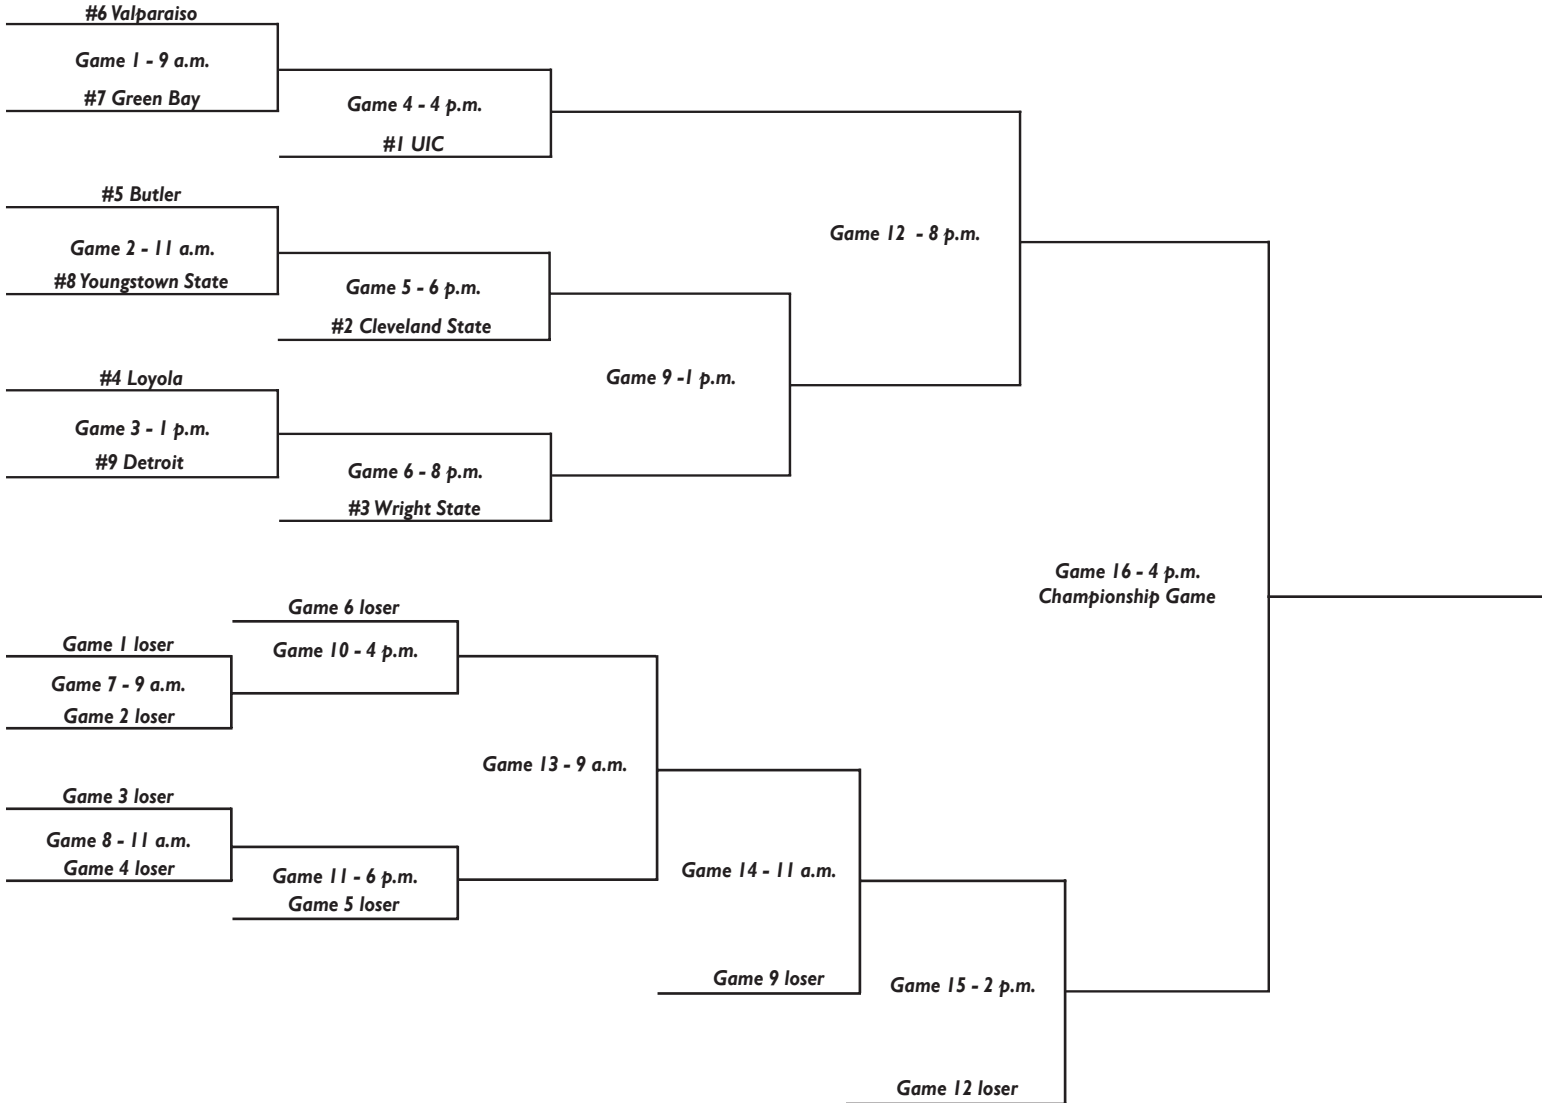 #6 Valparaiso
Game 1 - 9 a.m.
#7 Green Bay
Game 4 - 4 p.m.
#1 UIC
#5 Butler
Game 2 - 11 a.m.
#8 Youngstown State
Game 5 - 6 p.m.
#2 Cleveland State
#4 Loyola
Game 3 - 1 p.m.
#9 Detroit
Game 6 - 8 p.m.
#3 Wright State
Game 9 -1 p.m.
Game 12 - 8 p.m.
Game 16 - 4 p.m.
Championship Game
Game 6 loser
Game 1 loser
Game 10 - 4 p.m.
Game 7 - 9 a.m.
Game 2 loser
Game 13 - 9 a.m.
Game 3 loser
Game 8 - 11 a.m.
Game 4 loser
Game 11 - 6 p.m.
Game 5 loser
Game 14 - 11 a.m.
Game 9 loser
Game 15 - 2 p.m.
Game 12 loser